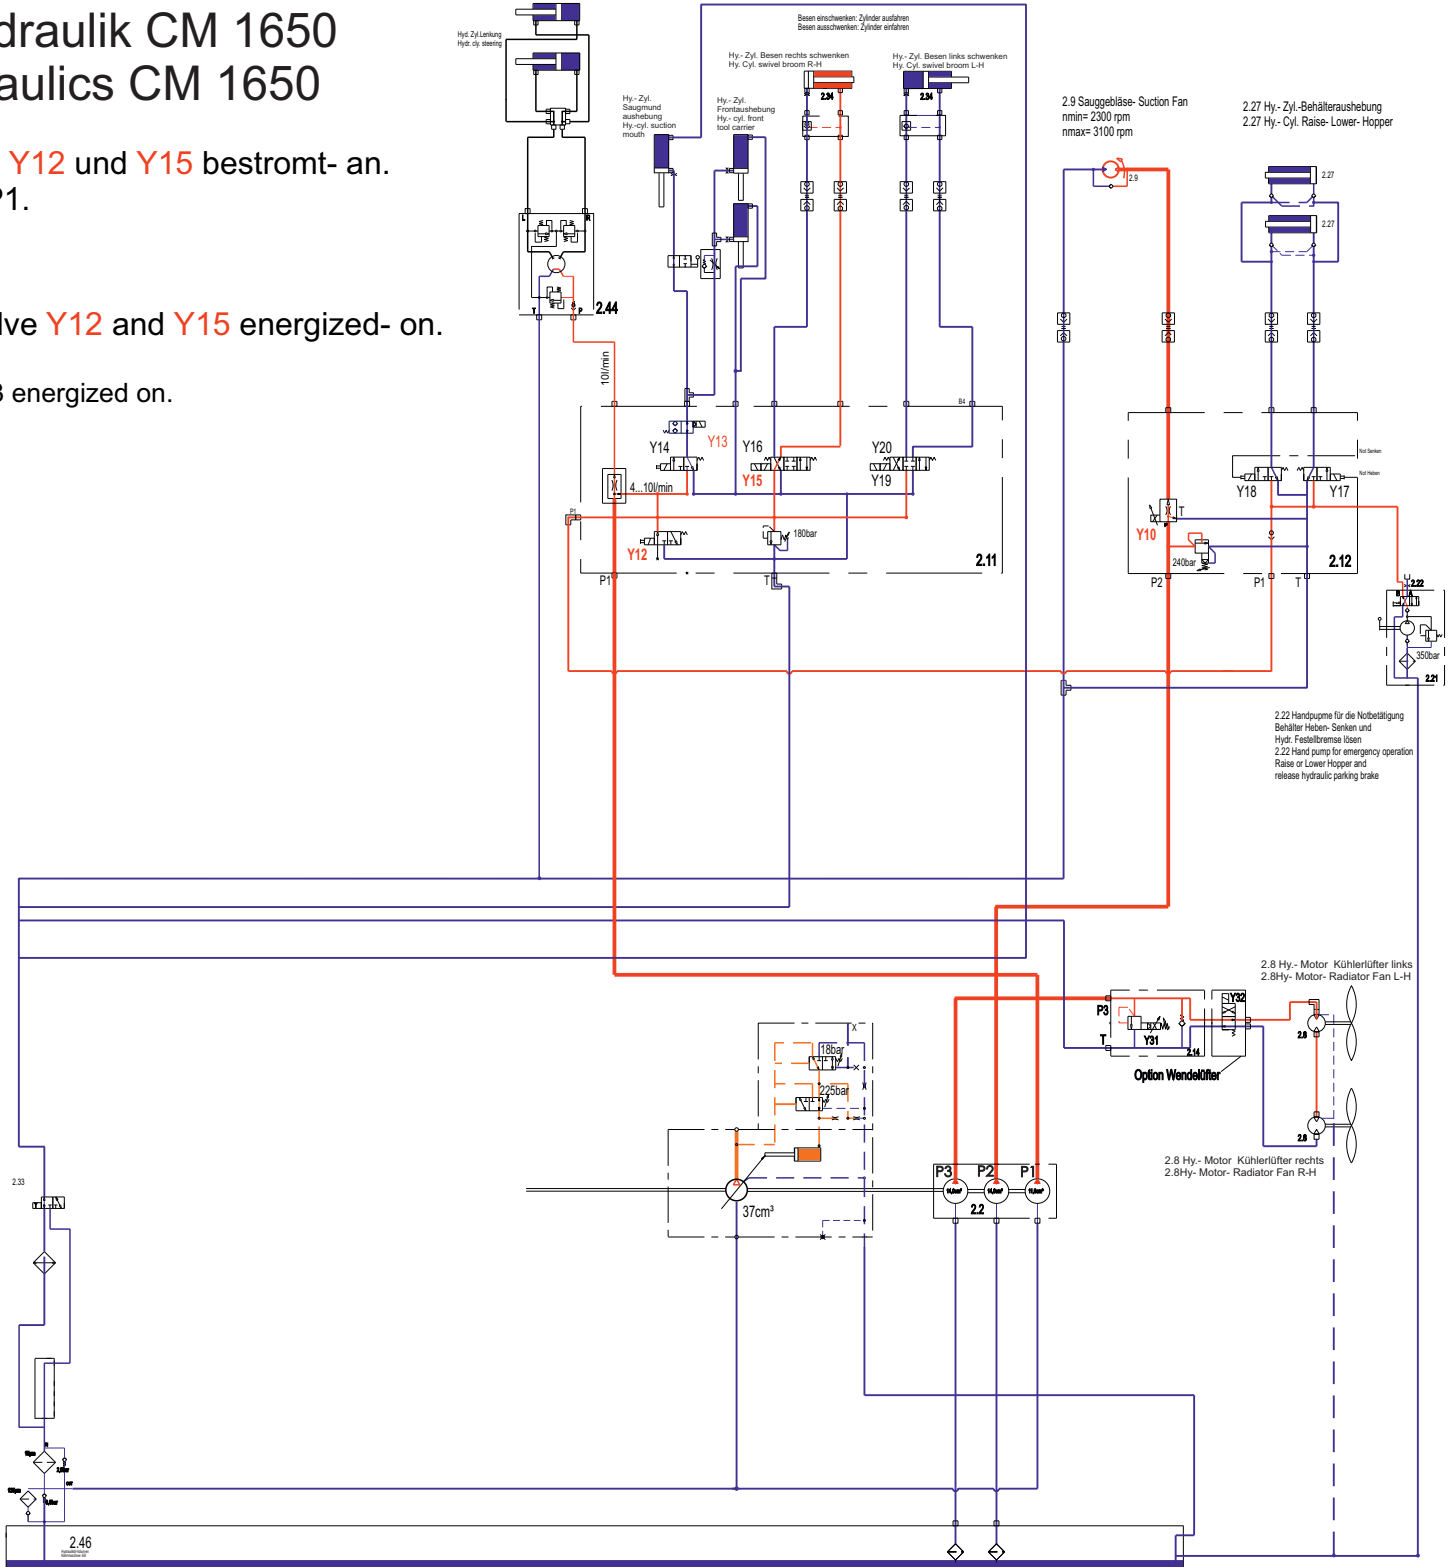 draulik CM 1650
aulics CM 1650
Y12 und Y15 bestromt- an.
P1.
lve Y12 and Y15 energized- on.
3 energized on.
Hyd. Zyl.Lenkung
Hydr. cly. steering
Besen einschwenken: Zylinder ausfahren
Besen ausschwenken: Zylinder einfahren
Hy.- Zyl. Besen rechts schwenken
Hy. Cyl. swivel broom R-H
Hy.- Zyl. Besen links schwenken
Hy. Cyl. swivel broom L-H
2.34
2.34
Hy.- Zyl.
Saugmund
aushebung
Hy.-cyl. suction
mouth
Hy.- Zyl.
Frontaushebung
Hy.- cyl. front
tool carrier
2.9 Sauggebläse- Suction Fan
nmin= 2300 rpm
nmax= 3100 rpm
2.27 Hy.- Zyl.-Behälteraushebung
2.27 Hy.- Cyl. Raise- Lower- Hopper
2.9
2.27
2.27
L
R
T
P
2.44
10l/min
B4
Y14
Y13
Y16
Y15
Y20
Y19
4...10l/min
P1
Y12
180bar
2.11
P1
T
Not Senken
Not Heben
Y18
Y17
T
Y10
240bar
2.12
P2
P1
T
2.22
350bar
2.21
2.22 Handpupme für die Notbetätigung
Behälter Heben- Senken und
Hydr. Festellbremse lösen
2.22 Hand pump for emergency operation
Raise or Lower Hopper and
release hydraulic parking brake
2.8 Hy.- Motor Kühlerlüfter links
2.8Hy- Motor- Radiator Fan L-H
P3
T
Y31
2.14
Y32
2.8
Option Wendelüfter
2.8
2.8 Hy.- Motor Kühlerlüfter rechts
2.8Hy- Motor- Radiator Fan R-H
X
18bar
225bar
37cm³
P3
P2
P1
2.2
2.33
2.46